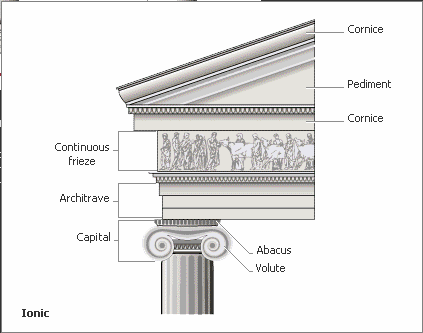 Cornice
Pediment
Cornice
Continuous
frieze
Architrave
Capital
Abacus
Volute
Ionic